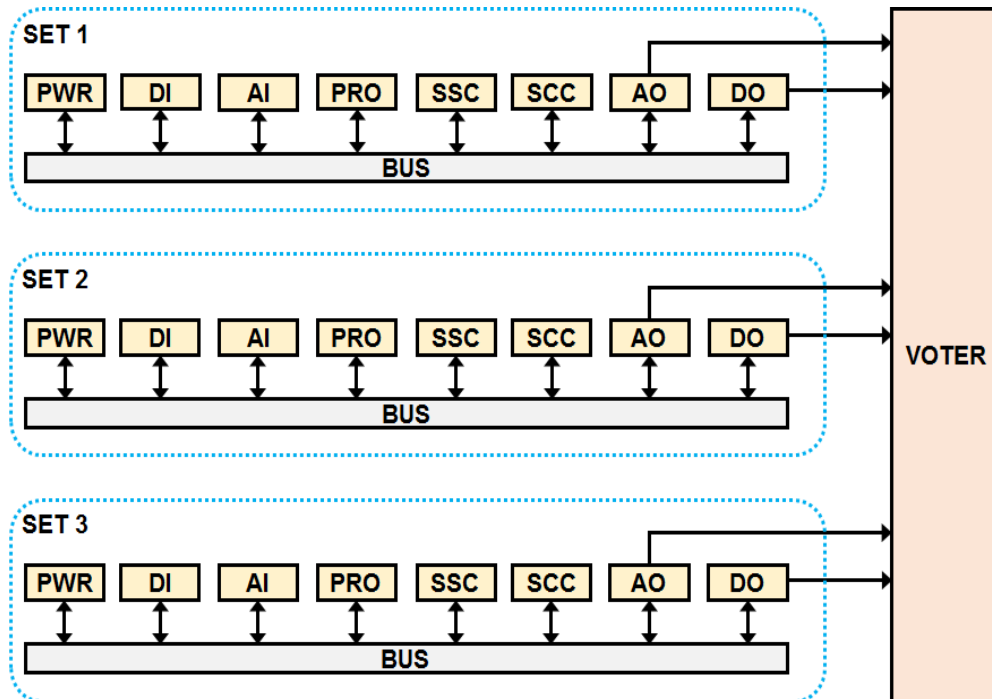 SET 1
PWR DI AI PRO SSC SCC AO DO
BUS
SET 2
PWR DI AI PRO SSC SCC AO DO
BUS
VOTER
SET 3
PWR DI AI PRO SSC SCC AO DO
BUS